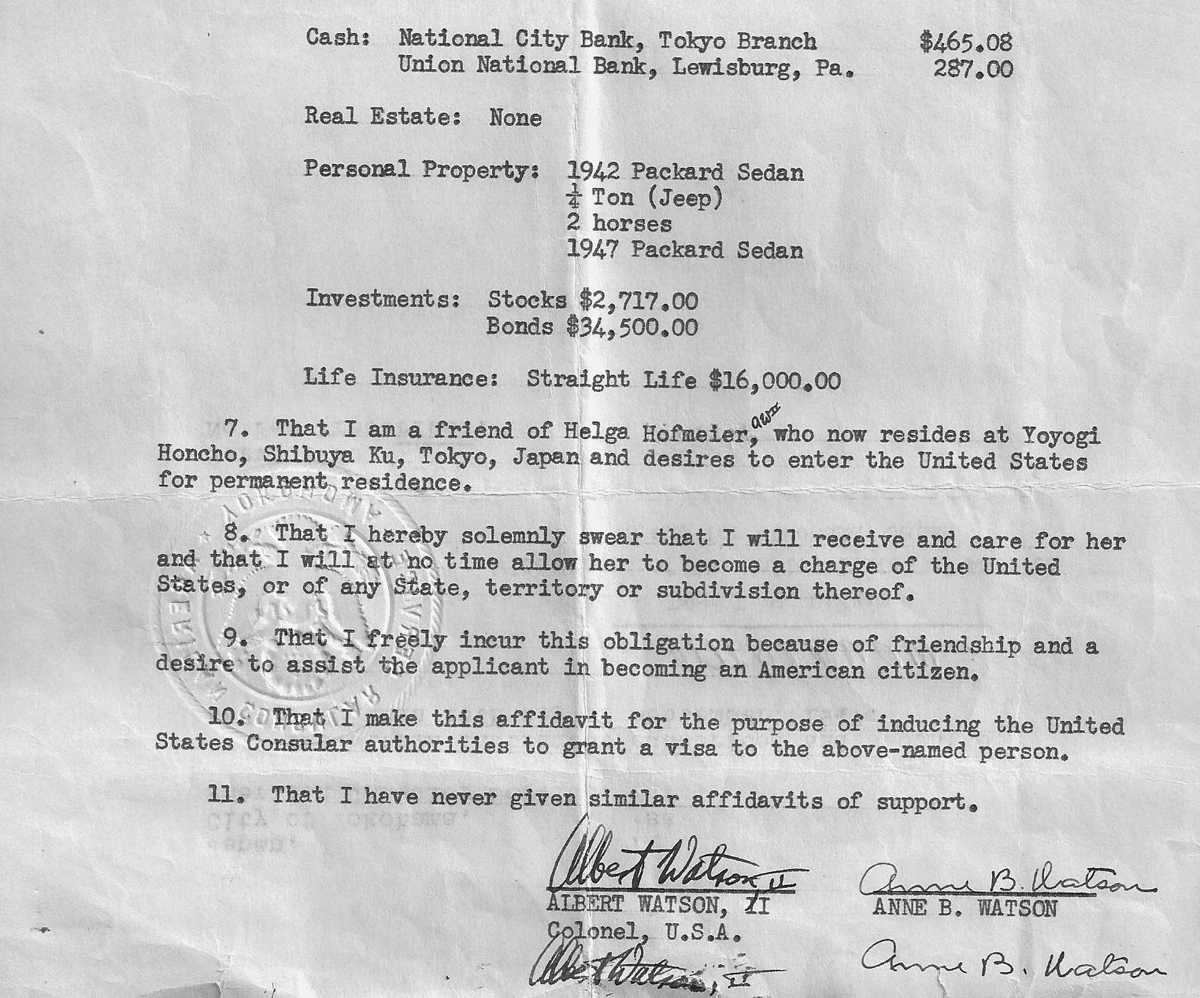 Cash: National City Bank, Tokyo Branch $465.08
Union National Bank, Lewisburg, Pa. 287.00
Real Estate: None
Personal Property: 1942 Packard Sedan
¼ Ton (Jeep)
2 horses
1947 Packard Sedan
Investments: Stocks $2,717.00
Bonds $34,500.00
Life Insurance: Straight Life $16,000.00
7. That I am a friend of Helga Hofmeier, AWII who now resides at Yoyogi
Honcho, Shibuya Ku, Tokyo, Japan and desires to enter the United States
for permanent residence.
8. That I hereby solemnly swear that I will receive and care for her
and that I will at no time allow her to become a charge of the United
States, or of any State, territory or subdivision thereof.
9. That I freely incur this obligation because of friendship and a
desire to assist the applicant in becoming an American citizen.
10. That I make this affidavit for the purpose of inducing the United
States Consular authorities to grant a visa to the above-named person.
11. That I have never given similar affidavits of support.
Albert Watson, II Anne B. Watson
ALBERT WATSON, II ANNE B. WATSON
Colonel, U.S.A.
Albert Watson, II Anne B. Watson